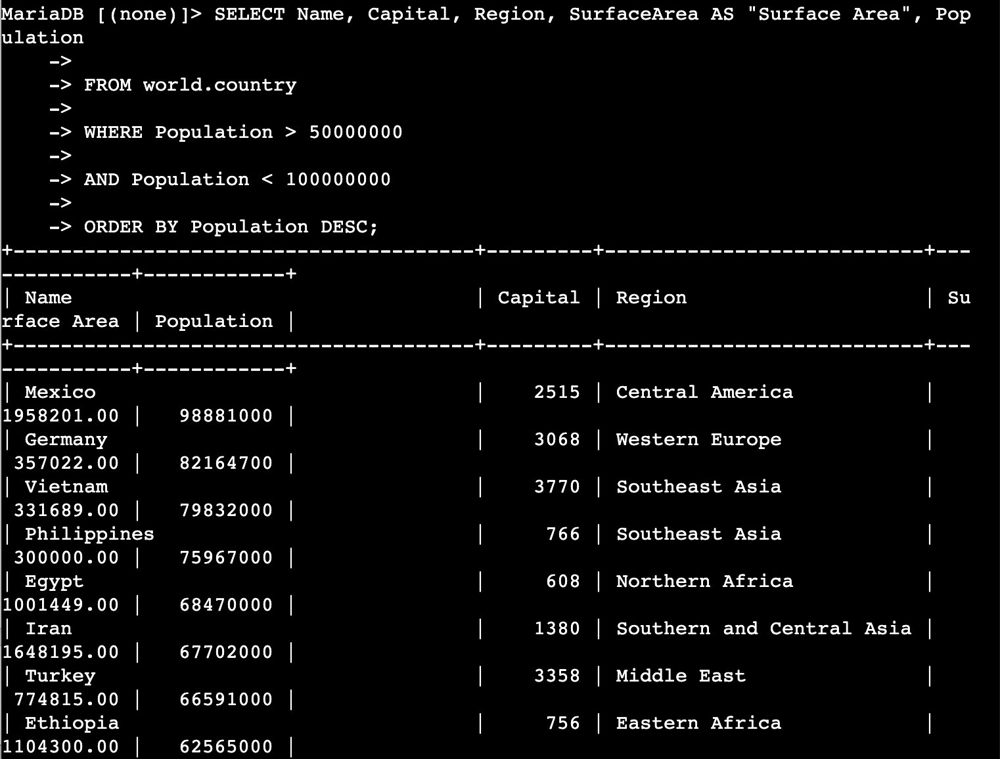 MariaDB [(none)]> SELECT Name, Capital, Region, SurfaceArea AS "Surface Area", Pop
ulation
    ->
    -> FROM world.country
    ->
    -> WHERE Population > 50000000
    ->
    -> AND Population < 100000000
    ->
    -> ORDER BY Population DESC;
+---------------------------------------+---------+---------------------------+---
-----------+------------+
| Name                                  | Capital | Region                    | Su
rface Area | Population |
+---------------------------------------+---------+---------------------------+---
-----------+------------+
| Mexico                                |    2515 | Central America           |
1958201.00 |   98881000 |
| Germany                               |    3068 | Western Europe            |
 357022.00 |   82164700 |
| Vietnam                               |    3770 | Southeast Asia            |
 331689.00 |   79832000 |
| Philippines                           |     766 | Southeast Asia            |
 300000.00 |   75967000 |
| Egypt                                 |     608 | Northern Africa           |
1001449.00 |   68470000 |
| Iran                                  |    1380 | Southern and Central Asia |
1648195.00 |   67702000 |
| Turkey                                |    3358 | Middle East               |
 774815.00 |   66591000 |
| Ethiopia                              |     756 | Eastern Africa            |
1104300.00 |   62565000 |